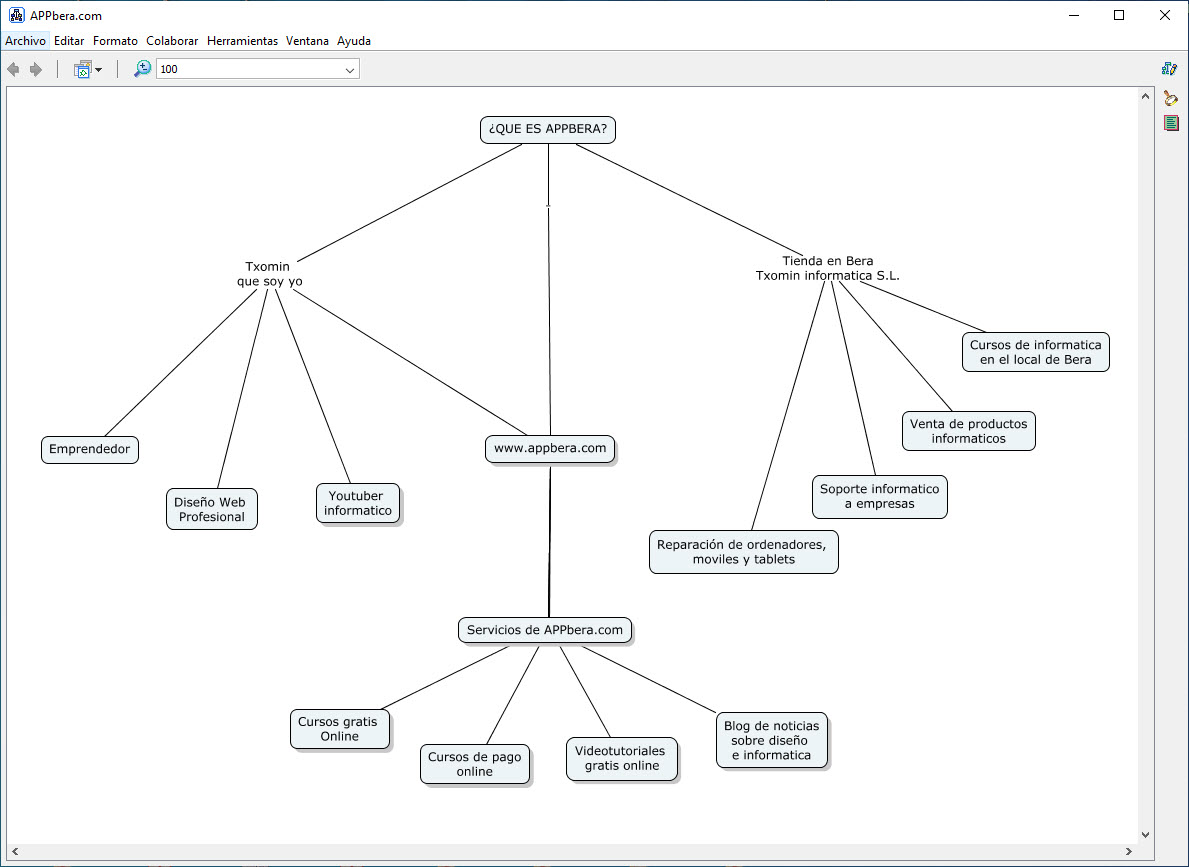 APPbera.com
Archivo Editar Formato Colaborar Herramientas Ventana Ayuda
100
¿QUE ES APPBERA?
Txomin
que soy yo
Tienda en Bera
Txomin informatica S.L.
Cursos de informatica
en el local de Bera
Venta de productos
informaticos
Emprendedor
www.appbera.com
Diseño Web
Profesional
Youtuber
informatico
Soporte informatico
a empresas
Reparación de ordenadores,
moviles y tablets
Servicios de APPbera.com
Cursos gratis
Online
Cursos de pago
online
Videotutoriales
gratis online
Blog de noticias
sobre diseño
e informatica